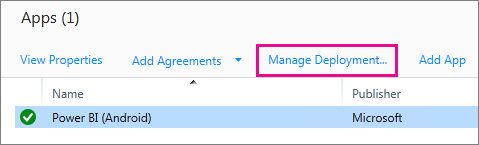 Apps (1)
View Properties Add Agreements Manage Deployment... Add App
Name Publisher
Power BI (Android) Microsoft